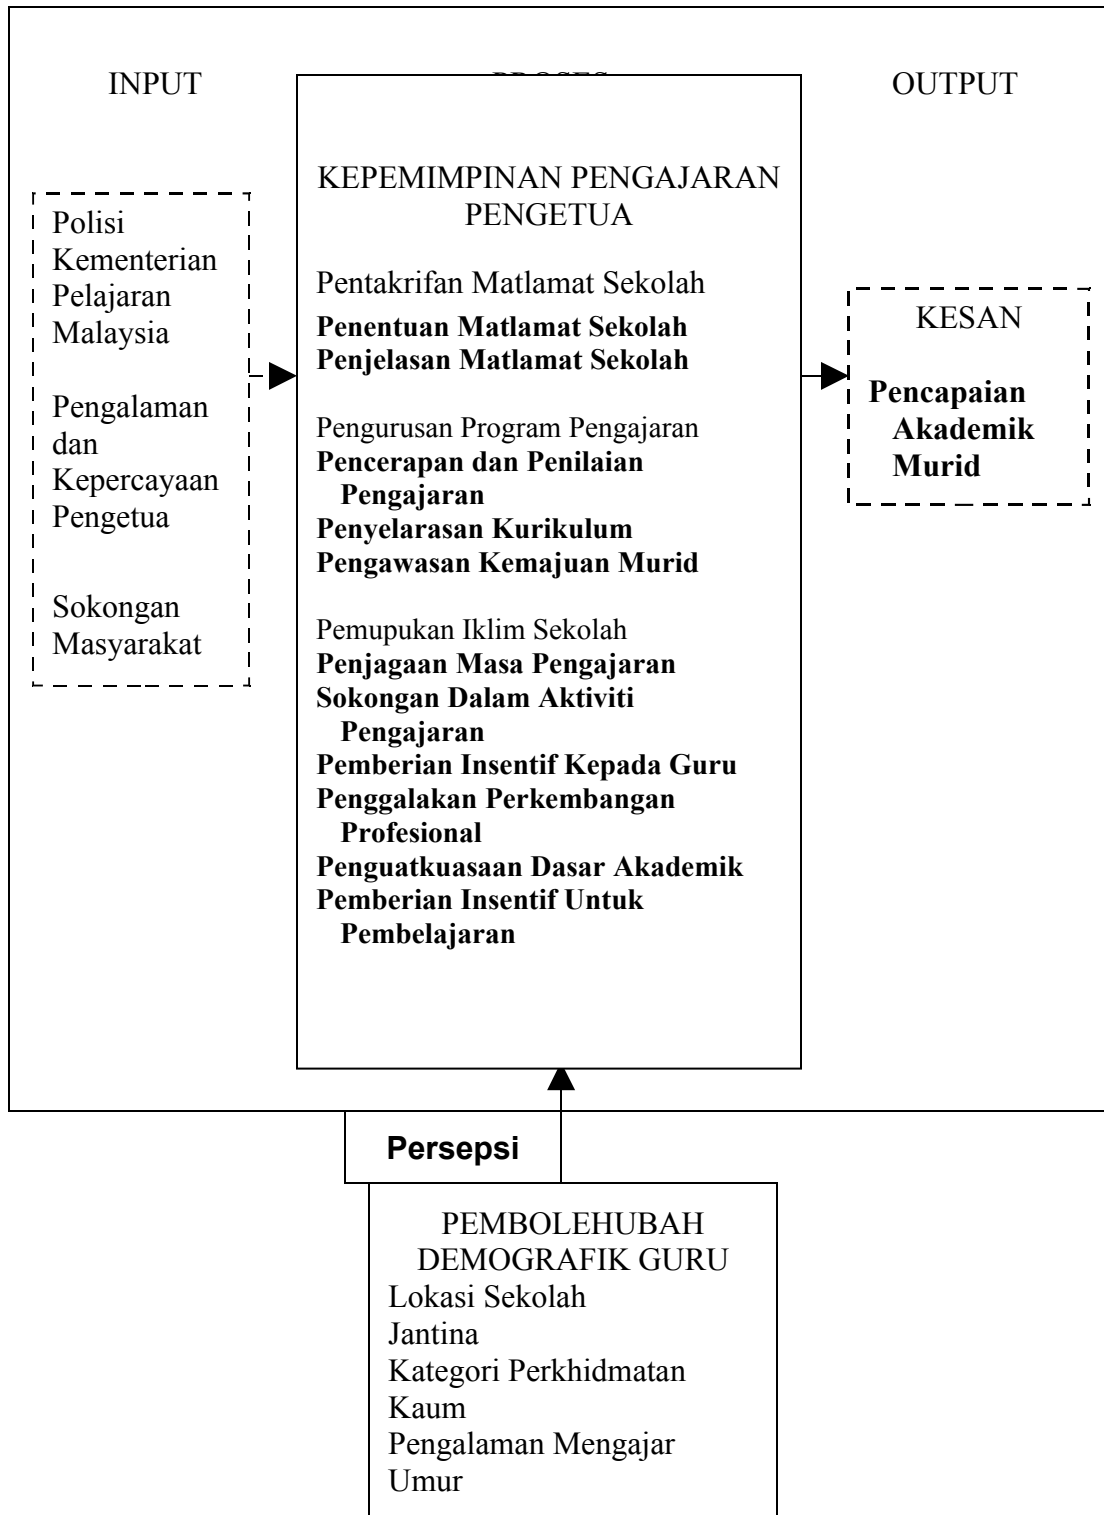 INPUT
PROSES
OUTPUT
Polisi
Kementerian
Pelajaran
Malaysia
Pengalaman
dan
Kepercayaan
Pengetua
Sokongan
Masyarakat
KEPEMIMPINAN PENGAJARAN
PENGETUA
Pentakrifan Matlamat Sekolah
Penentuan Matlamat Sekolah
Penjelasan Matlamat Sekolah
Pengurusan Program Pengajaran
Pencerapan dan Penilaian
Pengajaran
Penyelarasan Kurikulum
Pengawasan Kemajuan Murid
Pemupukan Iklim Sekolah
Penjagaan Masa Pengajaran
Sokongan Dalam Aktiviti
Pengajaran
Pemberian Insentif Kepada Guru
Penggalakan Perkembangan
Profesional
Penguatkuasaan Dasar Akademik
Pemberian Insentif Untuk
Pembelajaran
KESAN
Pencapaian
Akademik
Murid
Persepsi
PEMBOLEHUBAH
DEMOGRAFIK GURU
Lokasi Sekolah
Jantina
Kategori Perkhidmatan
Kaum
Pengalaman Mengajar
Umur